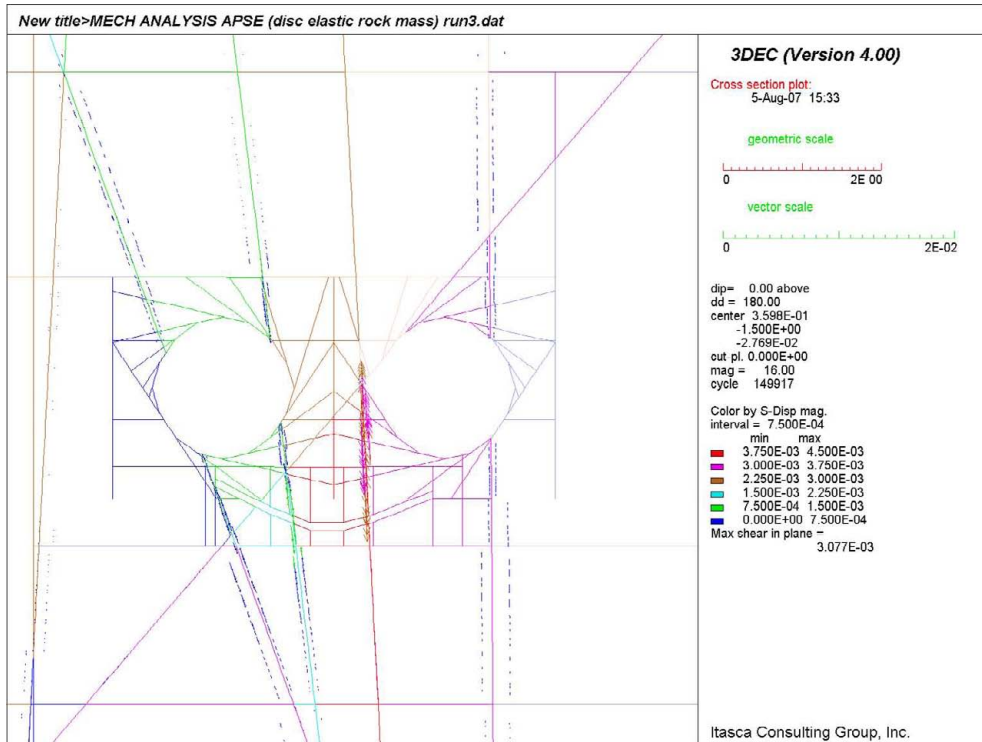 New title>MECH ANALYSIS APSE (disc elastic rock mass) run3.dat
3DEC (Version 4.00)
Cross section plot:
5-Aug-07 15:33
geometric scale
0 2E 00
vector scale
0 2E-02
dip= 0.00 above
dd = 180.00
center 3.598E-01
-1.500E+00
-2.769E-02
cut pl. 0.000E+00
mag = 16.00
cycle 149917
Color by S-Disp mag.
interval = 7.500E-04
min max
3.750E-03 4.500E-03
3.000E-03 3.750E-03
2.250E-03 3.000E-03
1.500E-03 2.250E-03
7.500E-04 1.500E-03
0.000E+00 7.500E-04
Max shear in plane =
3.077E-03
Itasca Consulting Group, Inc.